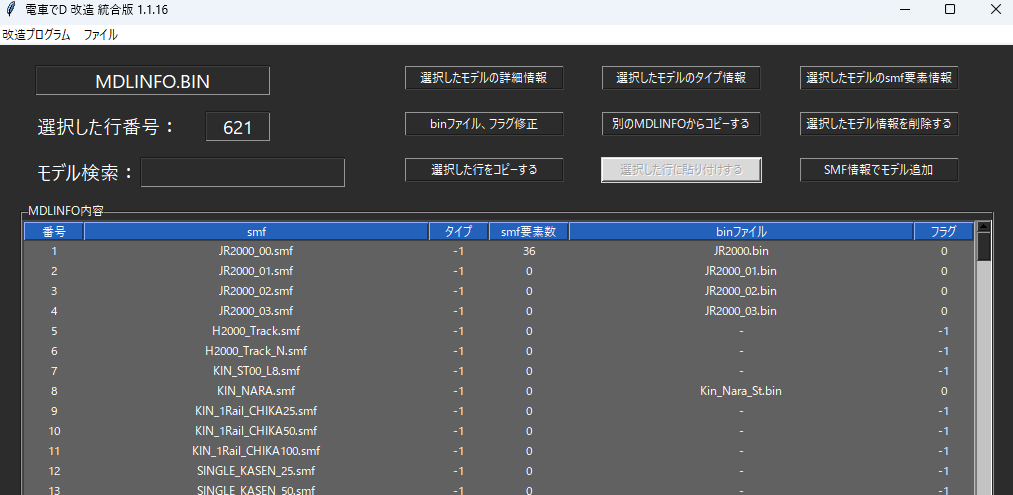 電車でD 改造 統合版 1.1.16
改造プログラム ファイル
MDLINFO.BIN
選択した行番号： 621
モデル検索：
選択したモデルの詳細情報 選択したモデルのタイプ情報 選択したモデルのsmf要素情報
binファイル、フラグ修正 別のMDLINFOからコピーする 選択したモデル情報を削除する
選択した行をコピーする 選択した行に貼り付けする SMF情報でモデル追加
MDLINFO内容
番号 smf タイプ smf要素数 binファイル フラグ
1 JR2000_00.smf -1 36 JR2000.bin 0
2 JR2000_01.smf -1 0 JR2000_01.bin 0
3 JR2000_02.smf -1 0 JR2000_02.bin 0
4 JR2000_03.smf -1 0 JR2000_03.bin 0
5 H2000_Track.smf -1 0 - -1
6 H2000_Track_N.smf -1 0 - -1
7 KIN_ST00_L8.smf -1 0 - -1
8 KIN_NARA.smf -1 0 Kin_Nara_St.bin 0
9 KIN_1Rail_CHIKA25.smf -1 0 - -1
10 KIN_1Rail_CHIKA50.smf -1 0 - -1
11 KIN_1Rail_CHIKA100.smf -1 0 - -1
12 SINGLE_KASEN_25.smf -1 0 - -1
13 SINGLE_KASEN_50.smf -1 0 - -1